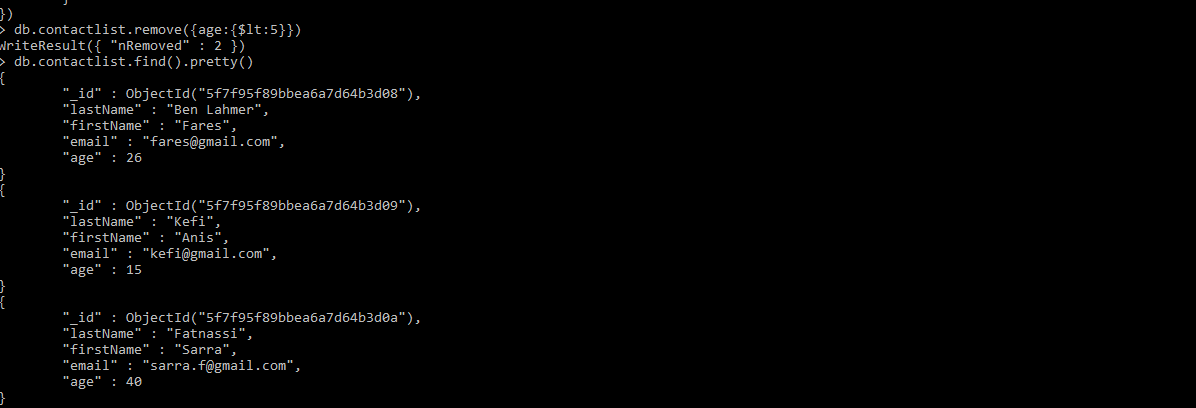 })
> db.contactlist.remove({age:{$lt:5}})
WriteResult({ "nRemoved" : 2 })
> db.contactlist.find().pretty()
{
        "_id" : ObjectId("5f7f95f89bbea6a7d64b3d08"),
        "lastName" : "Ben Lahmer",
        "firstName" : "Fares",
        "email" : "fares@gmail.com",
        "age" : 26
}
{
        "_id" : ObjectId("5f7f95f89bbea6a7d64b3d09"),
        "lastName" : "Kefi",
        "firstName" : "Anis",
        "email" : "kefi@gmail.com",
        "age" : 15
}
{
        "_id" : ObjectId("5f7f95f89bbea6a7d64b3d0a"),
        "lastName" : "Fatnassi",
        "firstName" : "Sarra",
        "email" : "sarra.f@gmail.com",
        "age" : 40
}